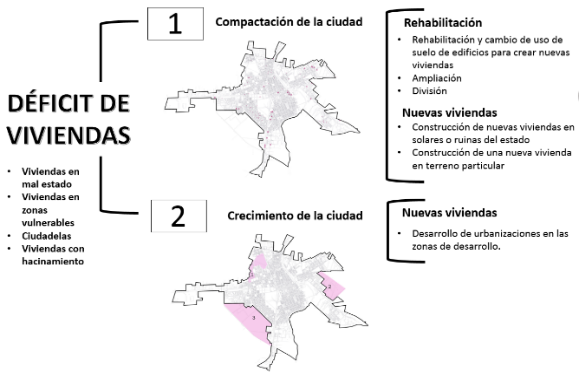 DÉFICIT DE
VIVIENDAS
• Viviendas en
mal estado
• Viviendas en
zonas
vulnerables
• Ciudadelas
• Viviendas con
hacinamiento
1
Compactación de la ciudad
Rehabilitación
• Rehabilitación y cambio de uso de
suelo de edificios para crear nuevas
viviendas
• Ampliación
• División
Nuevas viviendas
• Construcción de nuevas viviendas en
solares o ruinas del estado
• Construcción de una nueva vivienda
en terreno particular
2
Crecimiento de la ciudad
2
3
Nuevas viviendas
• Desarrollo de urbanizaciones en las
zonas de desarrollo.